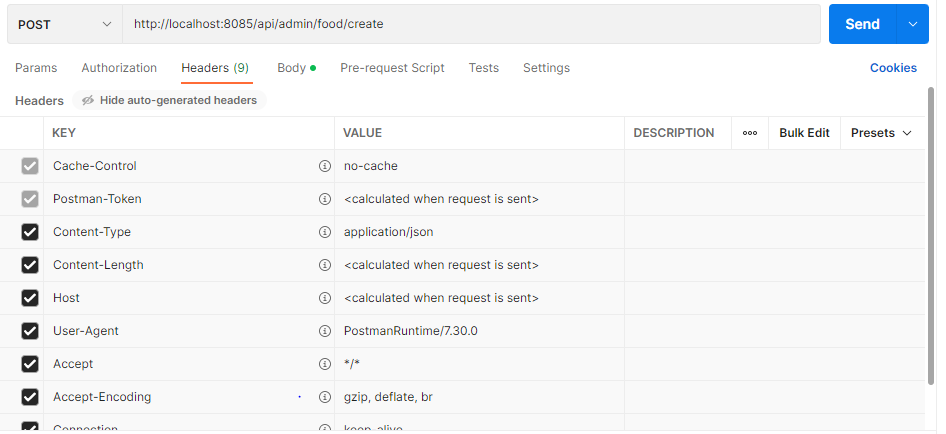 POST http://localhost:8085/api/admin/food/create Send
Params Authorization Headers (9) Body Pre-request Script Tests Settings Cookies
Headers Hide auto-generated headers
KEY VALUE DESCRIPTION ooo Bulk Edit Presets
Cache-Control no-cache
Postman-Token <calculated when request is sent>
Content-Type application/json
Content-Length <calculated when request is sent>
Host <calculated when request is sent>
User-Agent PostmanRuntime/7.30.0
Accept */*
Accept-Encoding gzip, deflate, br
Connection keep-alive